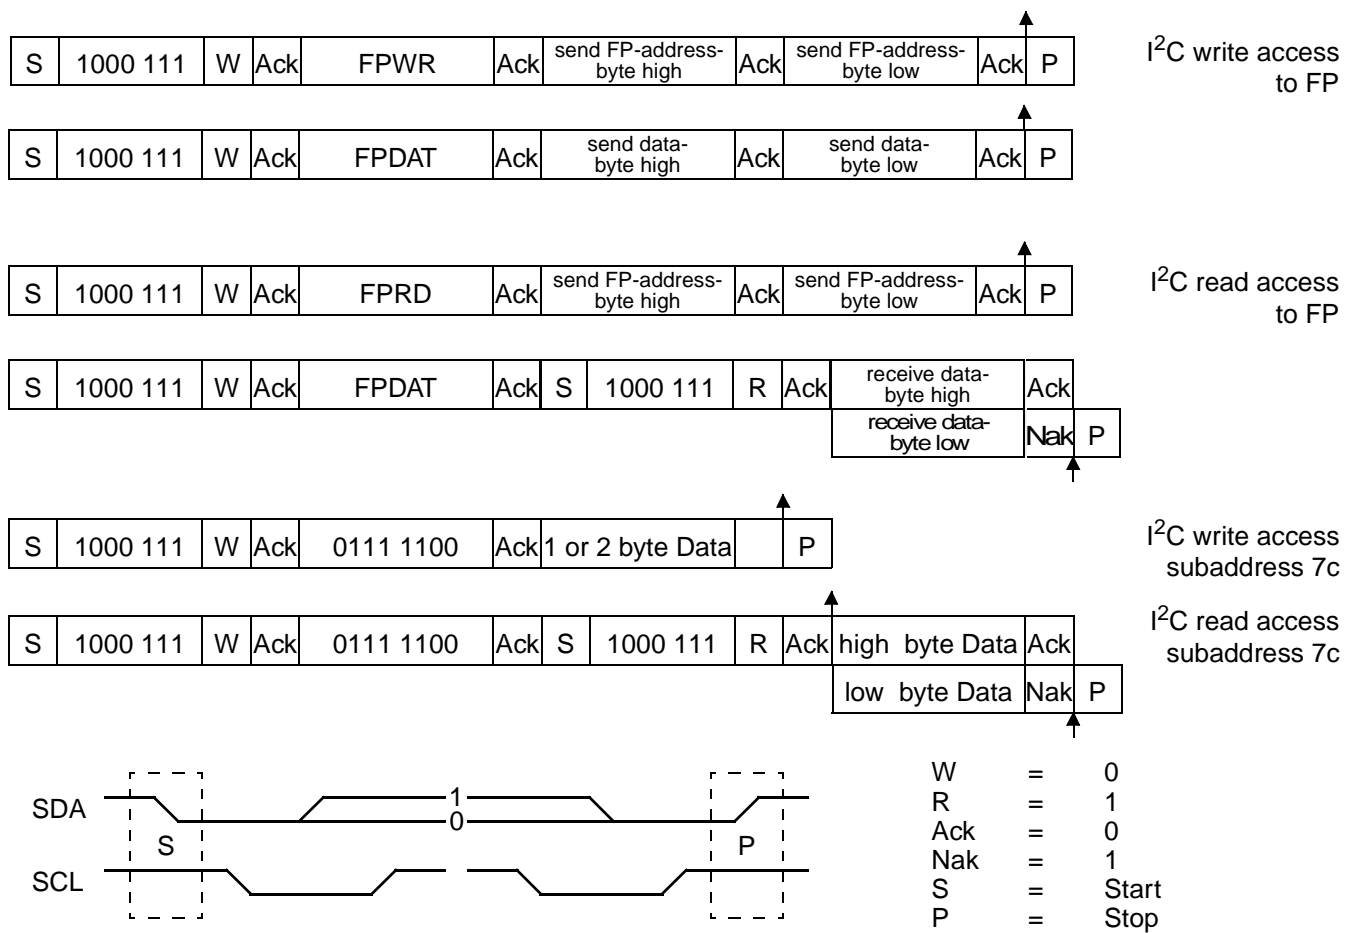 S 1000 111 W Ack FPWR Ack send FP-address- byte high Ack send FP-address- byte low Ack P
I2C write access
to FP
S 1000 111 W Ack FPDAT Ack send data- byte high Ack send data- byte low Ack P
S 1000 111 W Ack FPRD Ack send FP-address- byte high Ack send FP-address- byte low Ack P
I2C read access
to FP
S 1000 111 W Ack FPDAT Ack S 1000 111 R Ack receive data- byte high Ack
receive data- byte low Nak P
S 1000 111 W Ack 0111 1100 Ack 1 or 2 byte Data P
I2C write access
subaddress 7c
S 1000 111 W Ack 0111 1100 Ack S 1000 111 R Ack high byte Data Ack
I2C read access
subaddress 7c
low byte Data Nak P
SDA 1
0
S P
SCL
W = 0
R = 1
Ack = 0
Nak = 1
S = Start
P = Stop